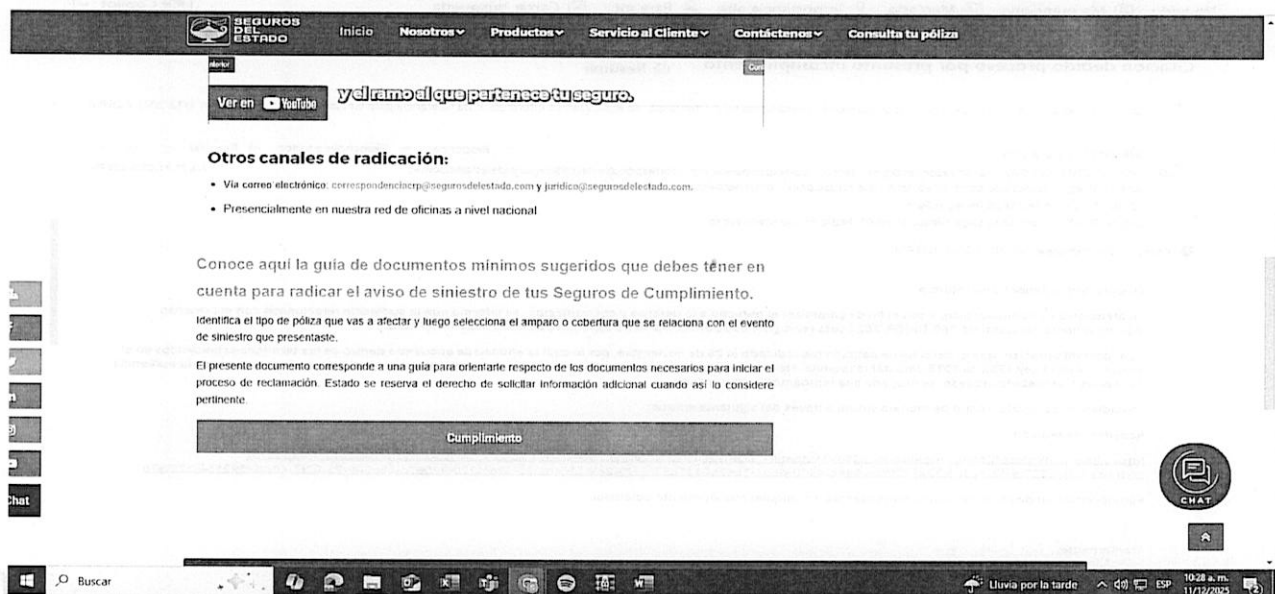 SEGUROS
DEL
ESTADO
Inicio Nosotros Productos Servicio al Cliente Contáctenos Consulta tu póliza
Ver en YouTube
y el ramo al que pertenece tu seguro.
Otros canales de radicación:
• Vía correo electrónico: correspondenciacrp@segurosdelestado.com y juridico@segurosdelestado.com.
• Presencialmente en nuestra red de oficinas a nivel nacional
Conoce aquí la guía de documentos mínimos sugeridos que debes tener en
cuenta para radicar el aviso de siniestro de tus Seguros de Cumplimiento.
Identifica el tipo de póliza que vas a afectar y luego selecciona el amparo o cobertura que se relaciona con el evento
de siniestro que presentaste.
El presente documento corresponde a una guía para orientarle respecto de los documentos necesarios para iniciar el
proceso de reclamación. Estado se reserva el derecho de solicitar información adicional cuando así lo considere
pertinente.
Cumplimiento
Chat
CHAT
Buscar
Lluvia por la tarde
ESP
10:28 a. m.
11/12/2025